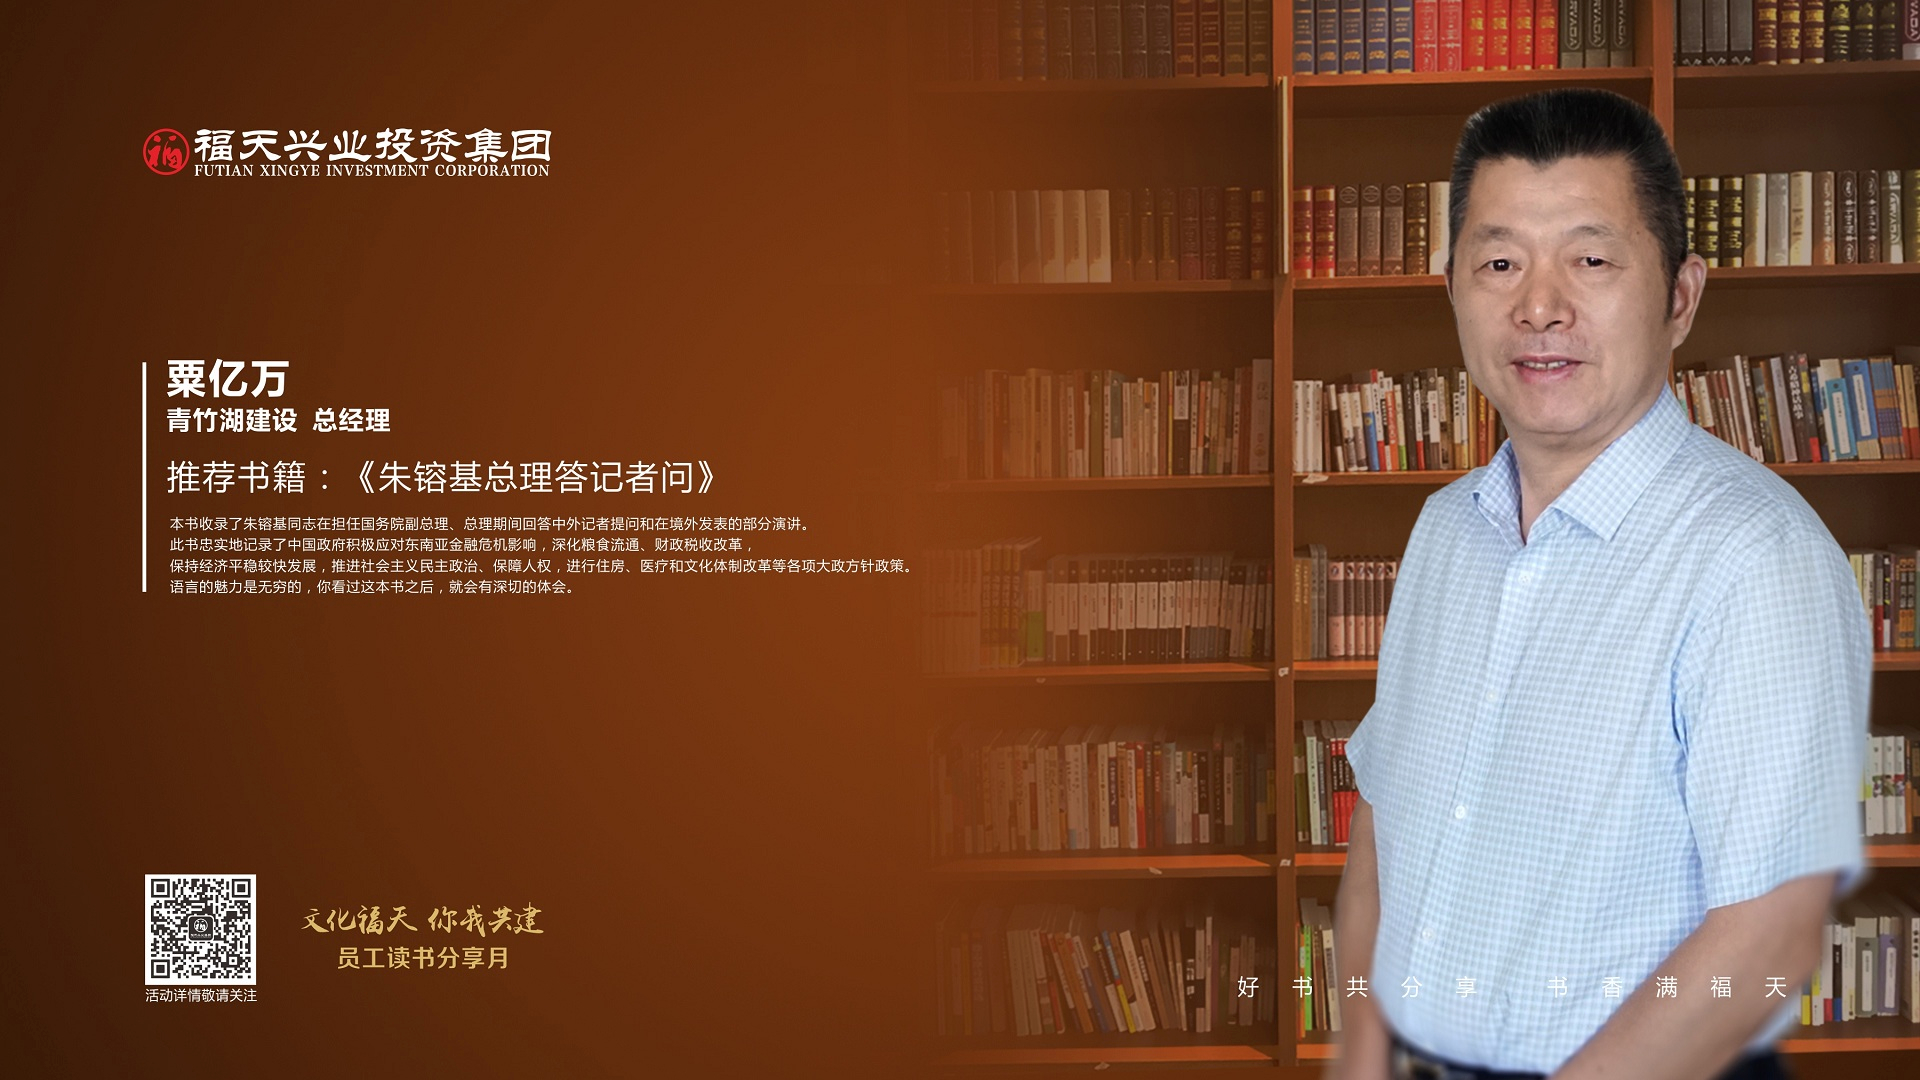 福天兴业投资集团
FUTIAN XINGYE INVESTMENT CORPORATION
粟亿万
青竹湖建设 总经理
推荐书籍：《朱镕基总理答记者问》
本书收录了朱镕基同志在担任国务院副总理、总理期间回答中外记者提问和在境外发表的部分演讲。
此书忠实地记录了中国政府积极应对东南亚金融危机影响，深化粮食流通、财政税收改革，
保持经济平稳较快发展，推进社会主义民主政治、保障人权，进行住房、医疗和文化体制改革等各项大政方针政策。
语言的魅力是无穷的，你看过这本书之后，就会有深切的体会。
文化福天 你我共建
员工读书分享月
活动详情敬请关注
好书共分享 书香满福天